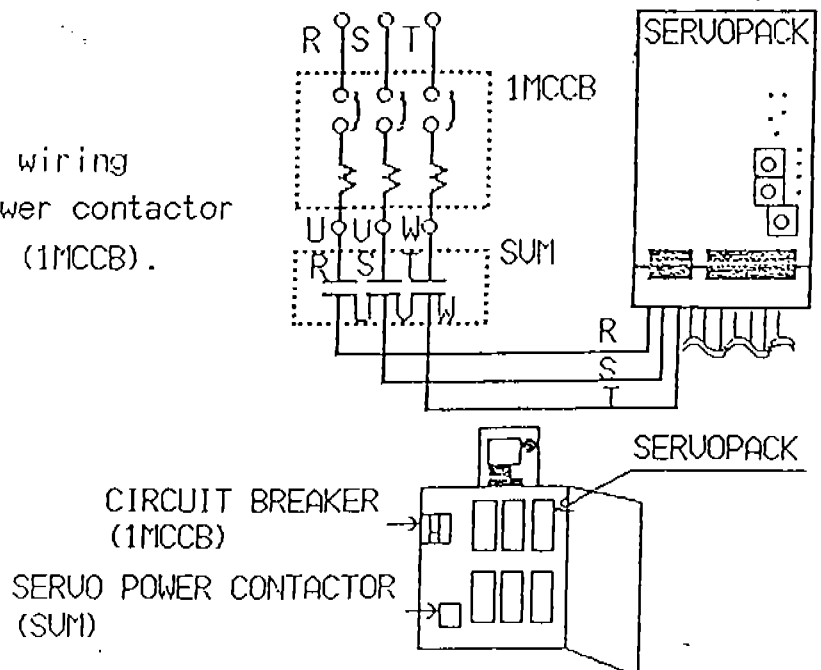 R S T
SERVOPACK
1MCCB
wiring
wer contactor
(1MCCB).
U V W
SVM
R S T
U V W
R
S
T
SERVOPACK
CIRCUIT BREAKER
(1MCCB)
SERVO POWER CONTACTOR
(SVM)